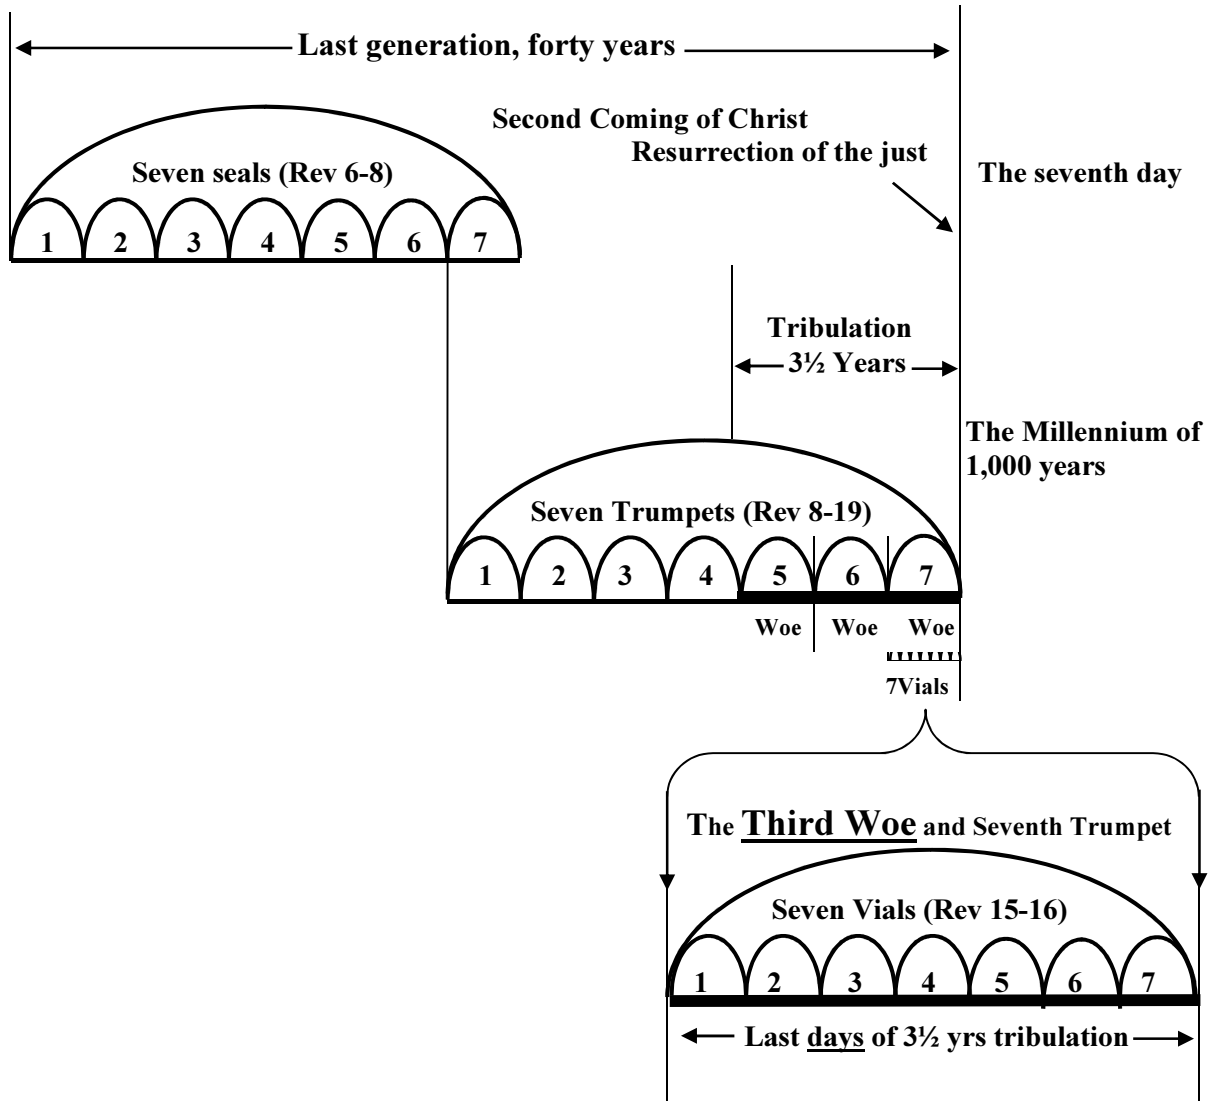 Last generation, forty years
Second Coming of Christ
Resurrection of the just
Seven seals (Rev 6-8)
The seventh day
1 2 3 4 5 6 7
Tribulation
3½ Years
The Millennium of
1,000 years
Seven Trumpets (Rev 8-19)
1 2 3 4 5 6 7
Woe Woe Woe
7Vials
The Third Woe and Seventh Trumpet
Seven Vials (Rev 15-16)
1 2 3 4 5 6 7
Last days of 3½ yrs tribulation